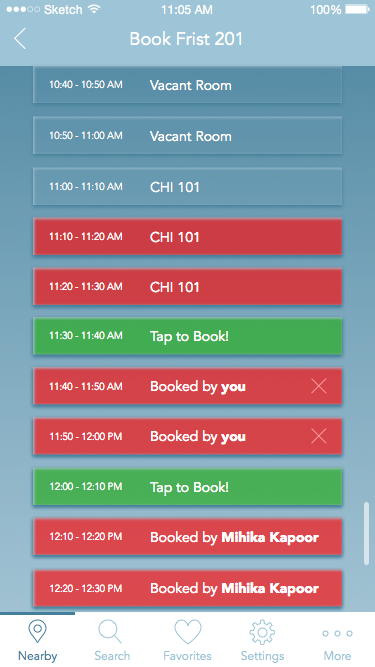 Sketch 11:05 AM 100%
Book Frist 201
10:40 - 10:50 AM Vacant Room
10:50 - 11:00 AM Vacant Room
11:00 - 11:10 AM CHI 101
11:10 - 11:20 AM CHI 101
11:20 - 11:30 AM CHI 101
11:30 - 11:40 AM Tap to Book!
11:40 - 11:50 AM Booked by you
11:50 - 12:00 PM Booked by you
12:00 - 12:10 PM Tap to Book!
12:10 - 12:20 PM Booked by Mihika Kapoor
12:20 - 12:30 PM Booked by Mihika Kapoor
Nearby Search Favorites Settings More